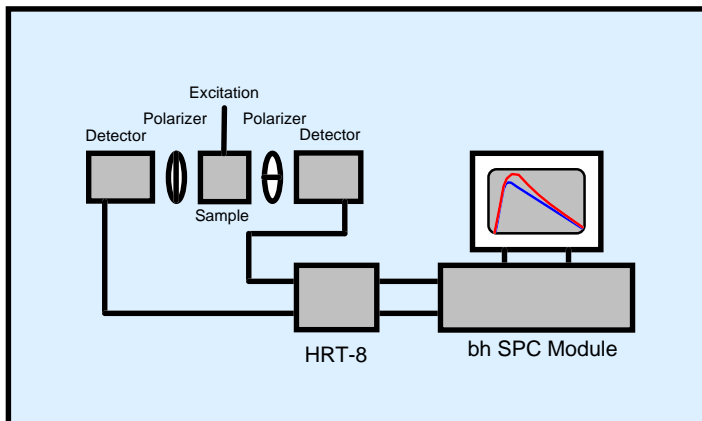 Excitation
Polarizer
Polarizer
Detector
Detector
Sample
HRT-8
bh SPC Module